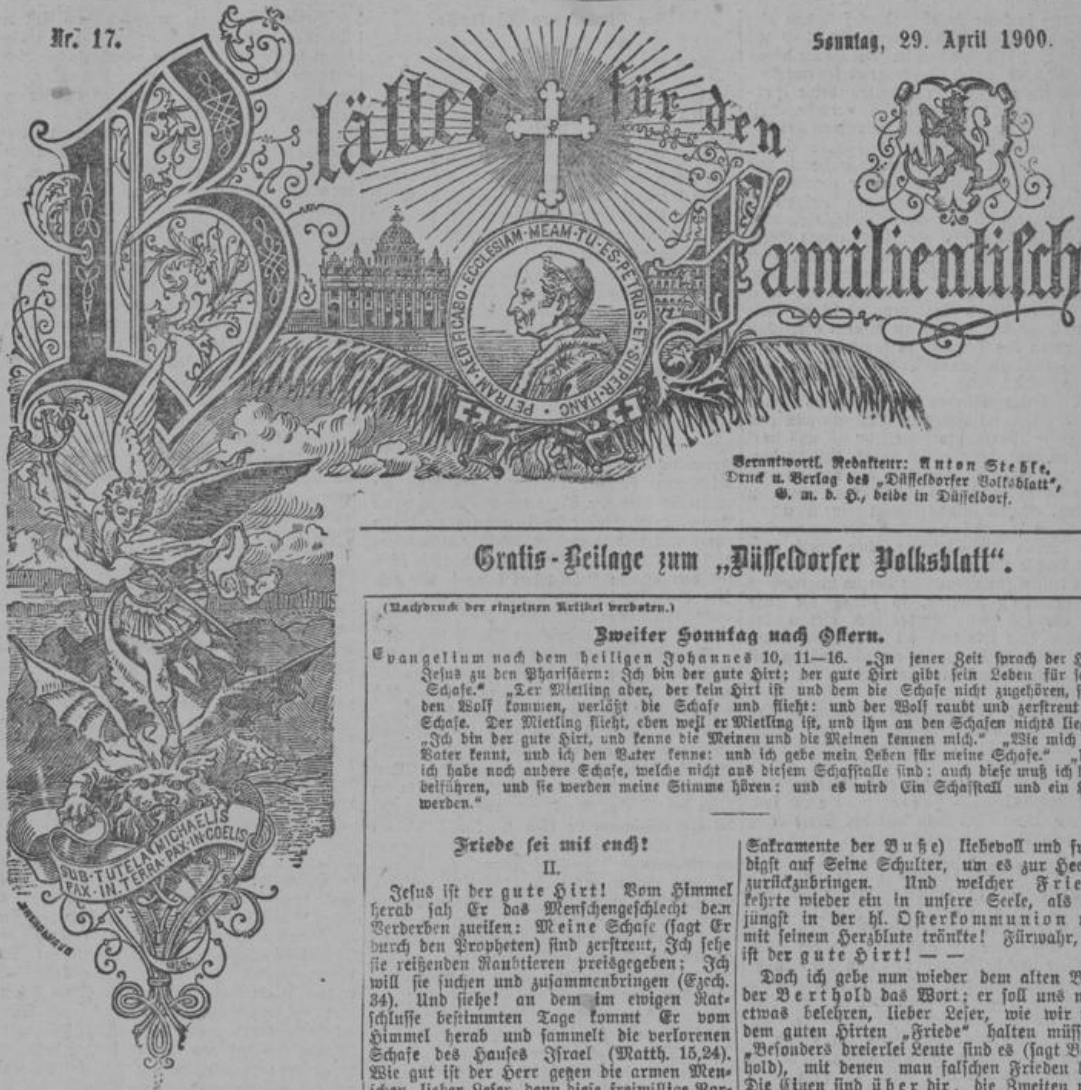 Nr. 17.
Sonntag, 29. April 1900.
Blätter für den
Familientisch
PETRAM·AEDIFICABO·ECCLESIAM·MEAM·TU·ES·PETRUS·ET·SUPER·HANC·
Verantwortl. Redakteur: Anton Stehle.
Druck u. Verlag des „Düsseldorfer Volksblatt“,
G. m. b. H., beide in Düsseldorf.
SUB·TUTELA MICHAELIS
PAX·IN·TERRA·PAX·IN·COELIS
Gratis-Beilage zum „Düsseldorfer Volksblatt“.
(Nachdruck der einzelnen Artikel verboten.)
Zweiter Sonntag nach Ostern.
Evangelium nach dem heiligen Johannes 10, 11—16. „In jener Zeit sprach der
Jesus zu den Pharisäern: Ich bin der gute Hirt; der gute Hirt gibt sein Leben für
Schafe.“ „Der Mietling aber, der kein Hirt ist und dem die Schafe nicht zugehören,
den Wolf kommen, verläßt die Schafe und flieht: und der Wolf raubt und zerstreut
Schafe. Der Mietling flieht, eben weil er Mietling ist, und ihm an den Schafen nichts
„Ich bin der gute Hirt, und kenne die Meinen und die Meinen kennen mich.“ „Wie mich
Vater kennt, und ich den Vater kenne: und ich gebe mein Leben für meine Schafe.“ „
ich habe noch andere Schafe, welche nicht aus diesem Schafstalle sind: auch diese muß ich
beiführen, und sie werden meine Stimme hören: und es wird Ein Schafstall und ein
werden.“
Friede sei mit euch!
II.
Jesus ist der gute Hirt! Vom Himmel
herab sah Er das Menschengeschlecht dem
Verderben zueilen: Meine Schafe (sagt Er
durch den Propheten) sind zerstreut, Ich sehe
sie reißenden Raubtieren preisgegeben; Ich
will sie suchen und zusammenbringen (Ezech.
34). Und siehe! an dem im ewigen Rat-
schlusse bestimmten Tage kommt Er vom
Himmel herab und sammelt die verlorenen
Schafe des Hauses Israel (Matth. 15,24).
Wie gut ist der Herr gegen die armen Men-
schen, lieber Leser, denn diese freiwillige
Sakramente der Buße) liebevoll und
digst auf Seine Schulter, um es zur
zurückzubringen. Und welcher
kehrte wieder ein in unsere Seele, als
jüngst in der hl. Osterkommunion
mit seinem Herzblute tränkte! Fürwahr,
ist der gute Hirt! — —
Doch ich gebe nun wieder dem alten
der Berthold das Wort; er soll uns
etwas belehren, lieber Leser, wie wir
dem guten Hirten „Friede“ halten
„Besonders dreierlei Leute sind es (sagt
hold), mit denen man falschen Frieden
Die Einen sind über dir, die Zweiten